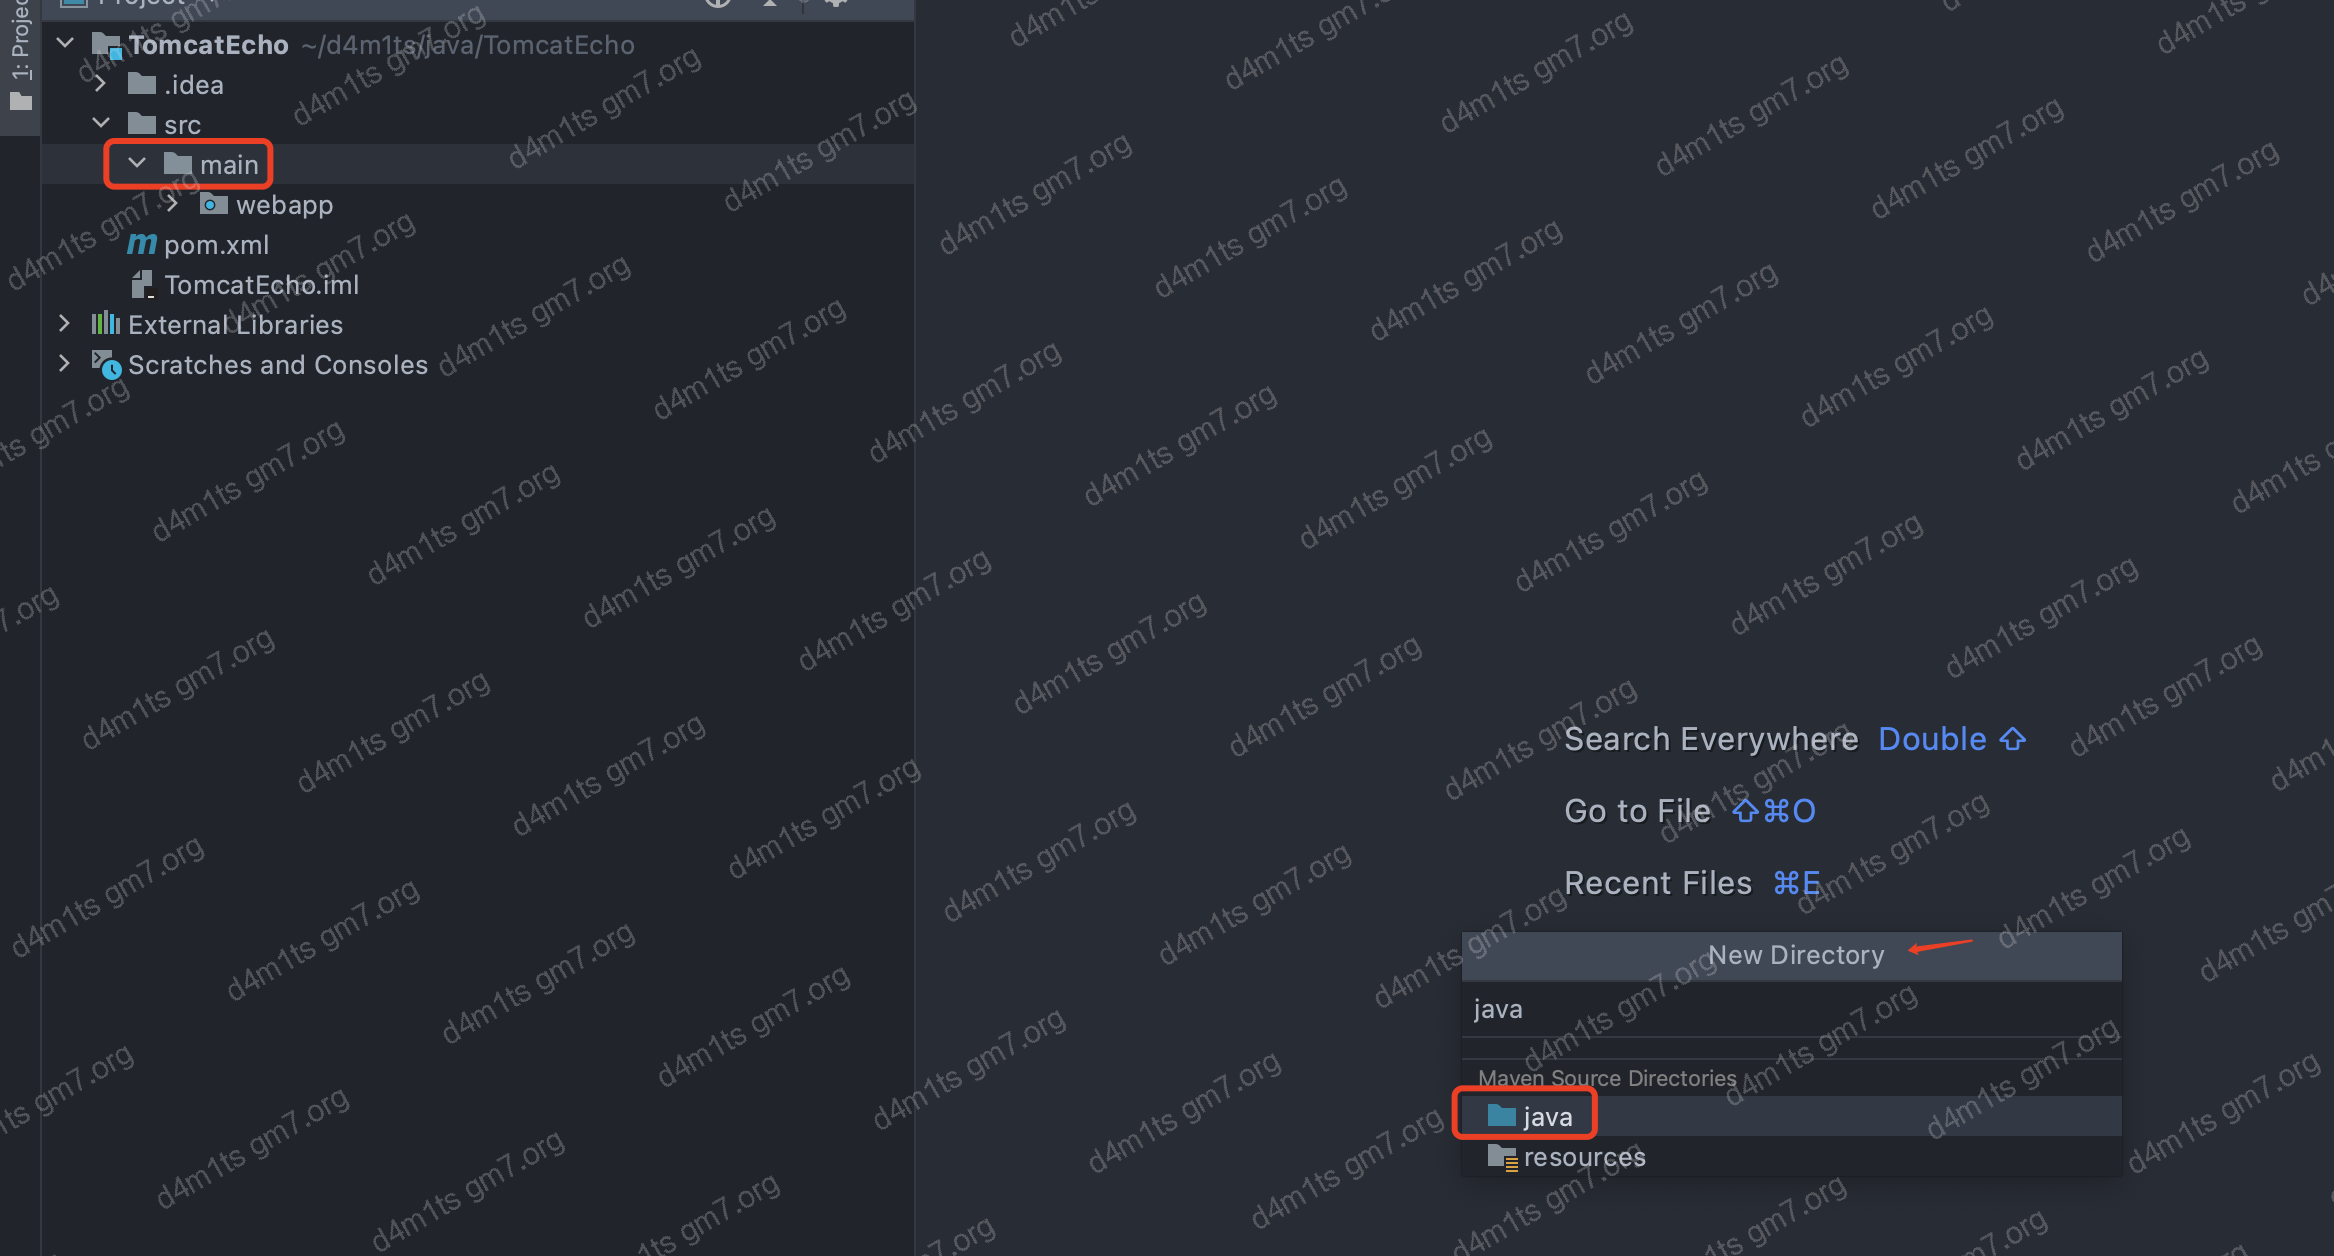 Project
1: Project
TomcatEcho ~/d4m1ts/java/TomcatEcho
.idea
src
main
webapp
pom.xml
TomcatEcho.iml
External Libraries
Scratches and Consoles
Search Everywhere Double ⇧
Go to File ⇧⌘O
Recent Files ⌘E
New Directory
java
Maven Source Directories
java
resources
d4m1ts gm7.org